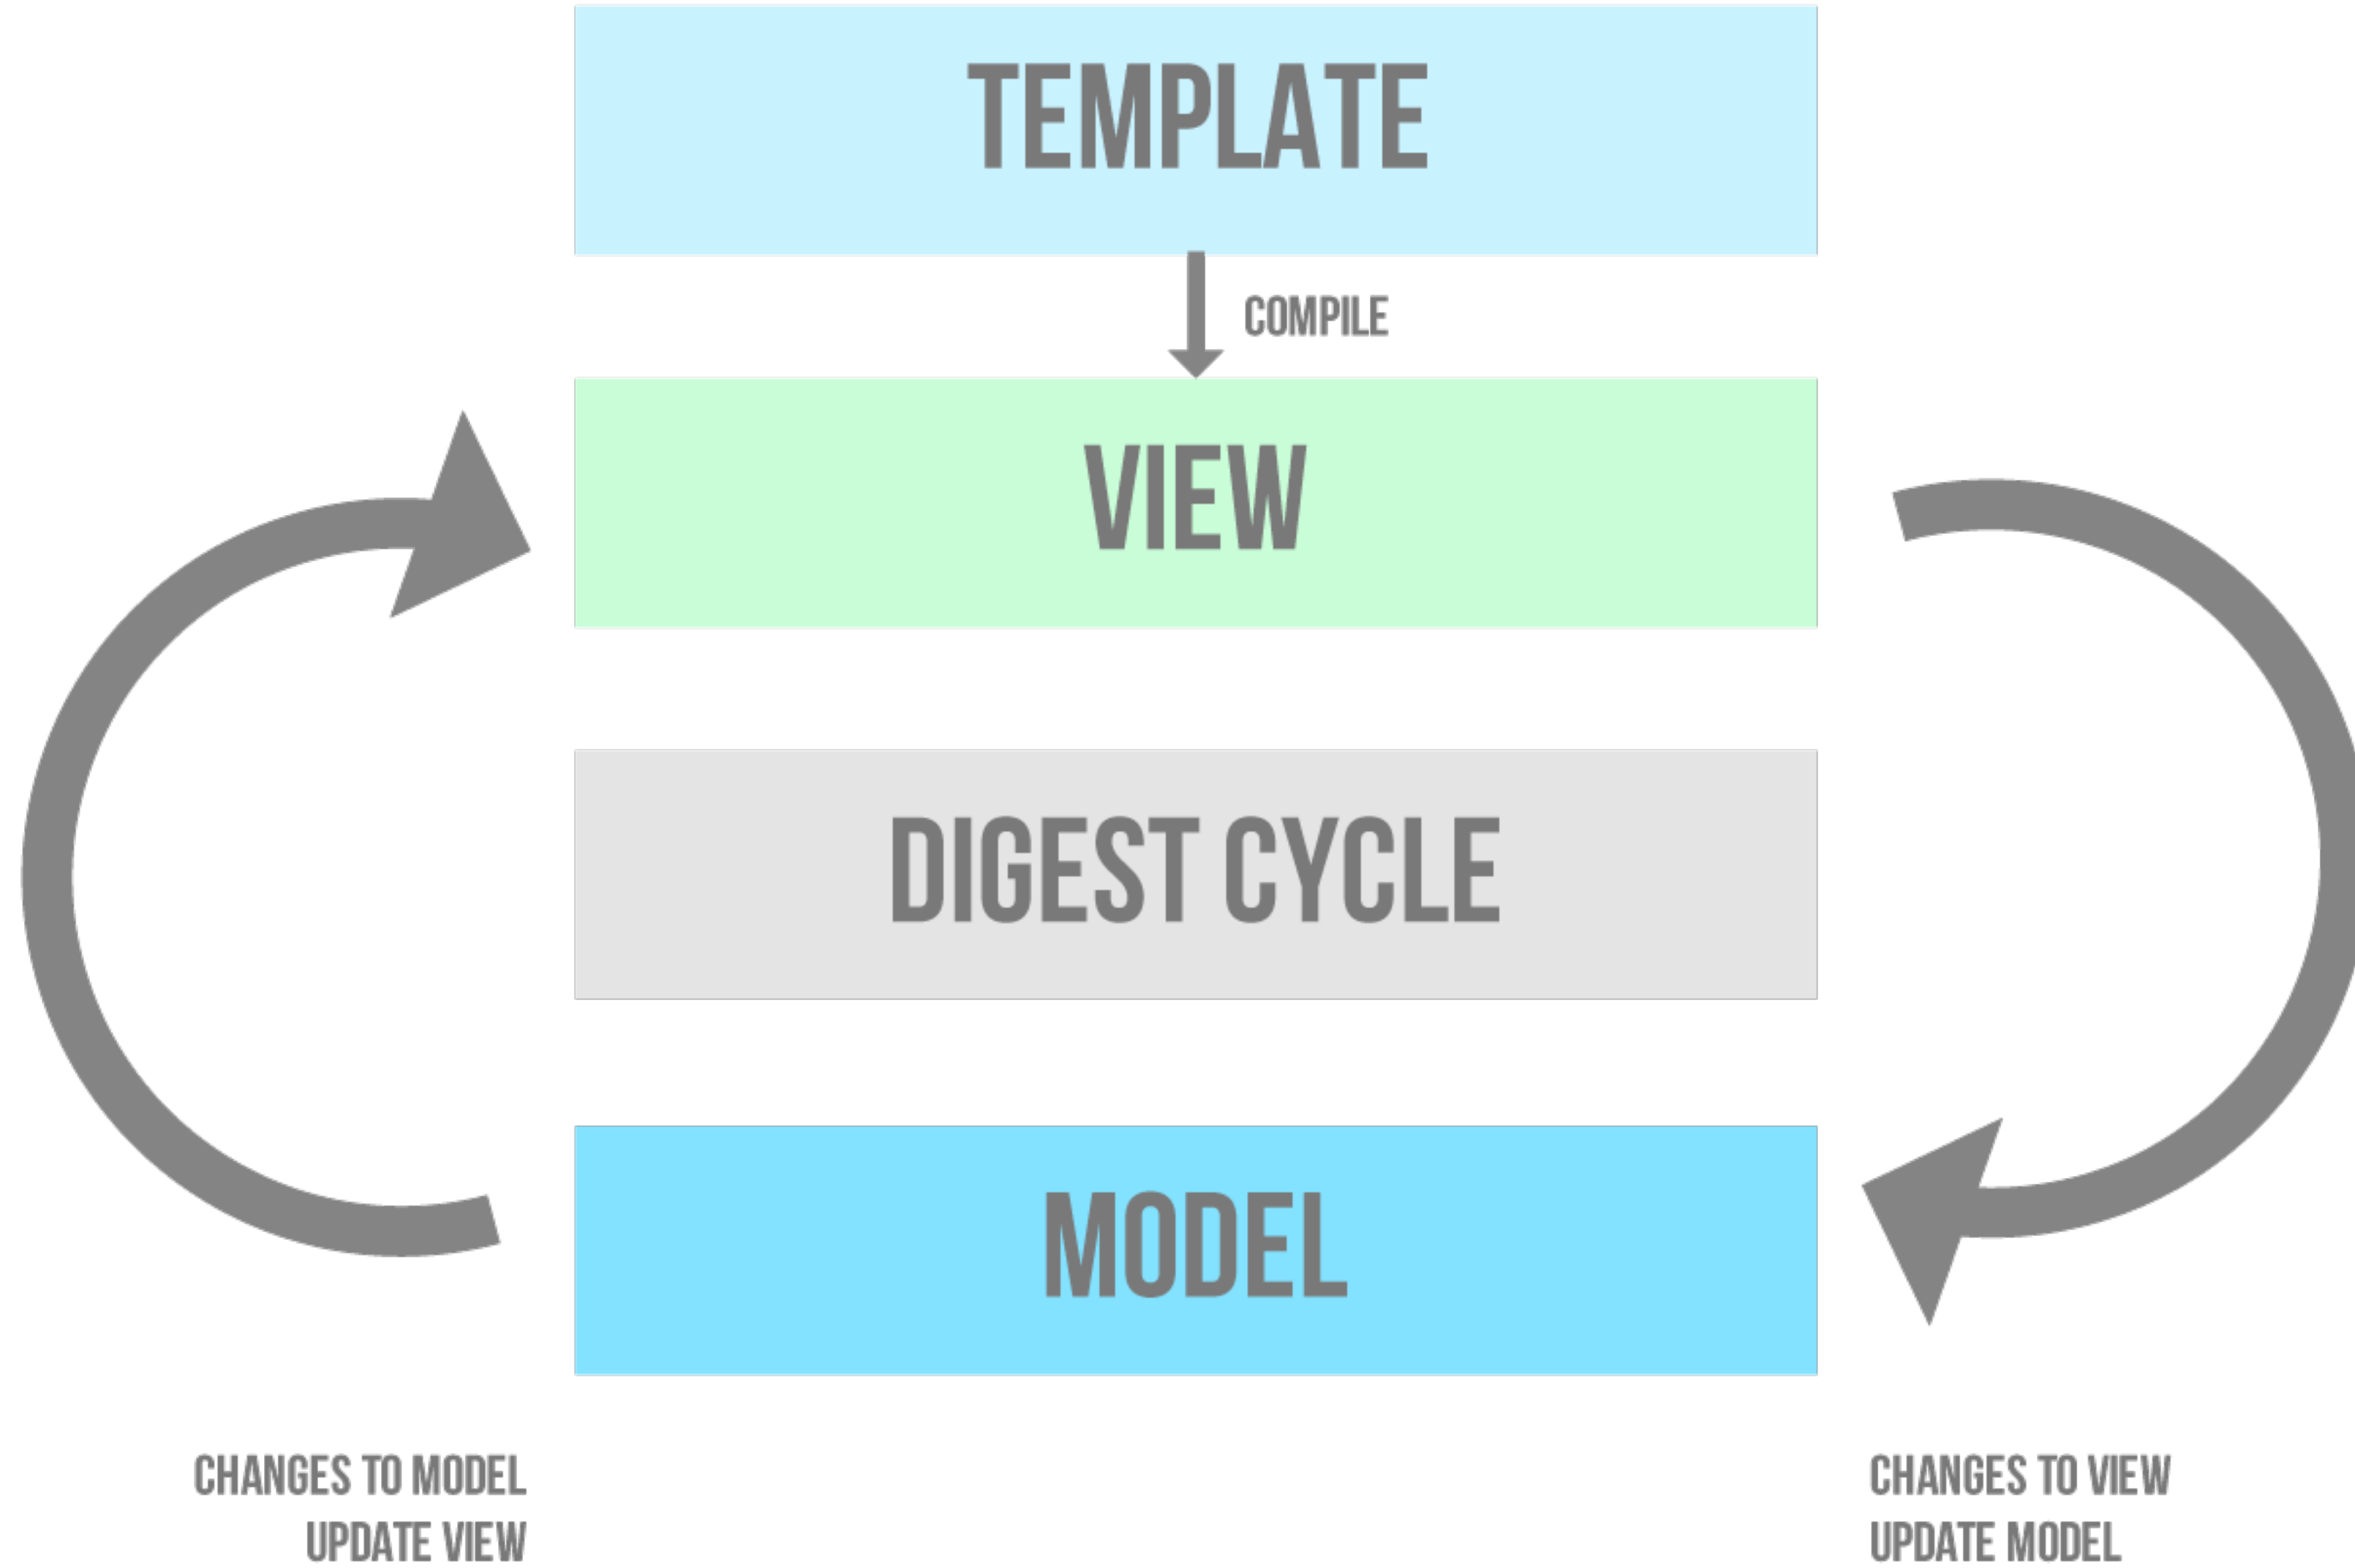 TEMPLATE
COMPILE
VIEW
DIGEST CYCLE
MODEL
CHANGES TO MODEL
UPDATE VIEW
CHANGES TO VIEW
UPDATE MODEL